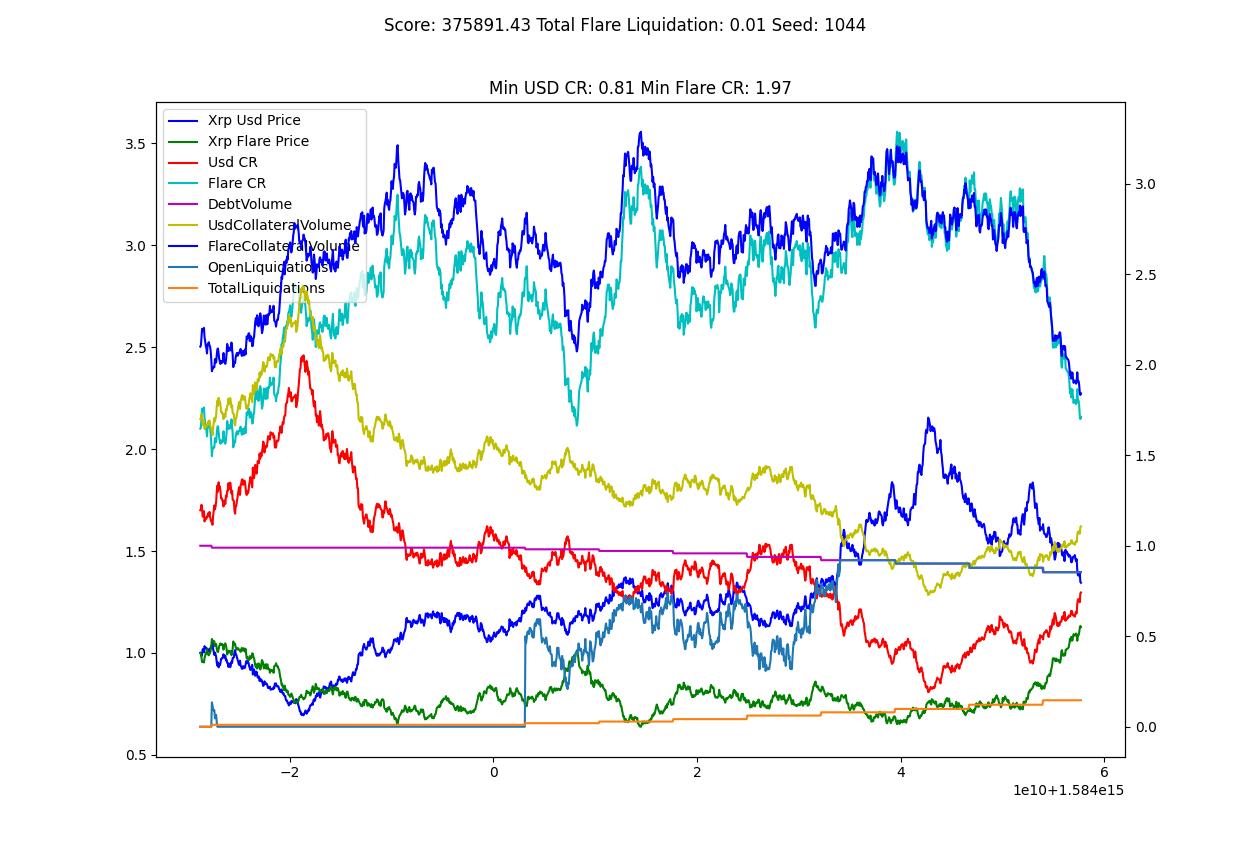 Score: 375891.43 Total Flare Liquidation: 0.01 Seed: 1044
Min USD CR: 0.81 Min Flare CR: 1.97
Xrp Usd Price
Xrp Flare Price
Usd CR
Flare CR
DebtVolume
UsdCollateralVolume
FlareCollateralVolume
OpenLiquidations
TotalLiquidations
3.5
3.0
2.5
2.0
1.5
1.0
0.5
3.0
2.5
2.0
1.5
1.0
0.5
0.0
−2 0 2 4 6
1e10+1.584e15